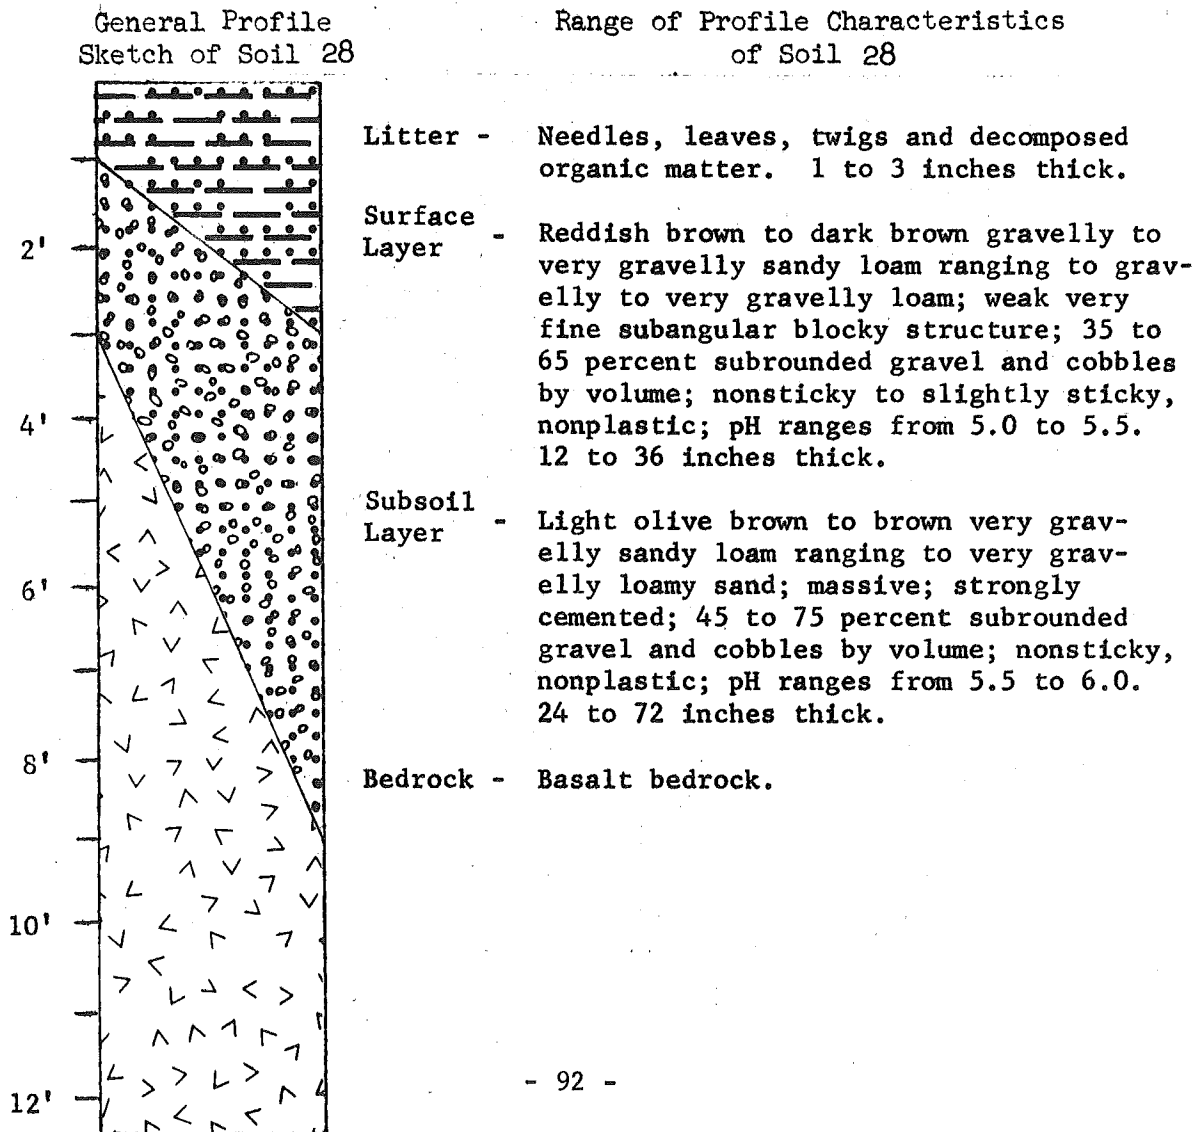 General Profile
Sketch of Soil 28
Range of Profile Characteristics
of Soil 28
Litter - Needles, leaves, twigs and decomposed
organic matter. 1 to 3 inches thick.
Surface
Layer - Reddish brown to dark brown gravelly to
very gravelly sandy loam ranging to grav-
elly to very gravelly loam; weak very
fine subangular blocky structure; 35 to
65 percent subrounded gravel and cobbles
by volume; nonsticky to slightly sticky,
nonplastic; pH ranges from 5.0 to 5.5.
12 to 36 inches thick.
Subsoil
Layer - Light olive brown to brown very grav-
elly sandy loam ranging to very grav-
elly loamy sand; massive; strongly
cemented; 45 to 75 percent subrounded
gravel and cobbles by volume; nonsticky,
nonplastic; pH ranges from 5.5 to 6.0.
24 to 72 inches thick.
Bedrock - Basalt bedrock.
2'
4'
6'
8'
10'
12'
- 92 -